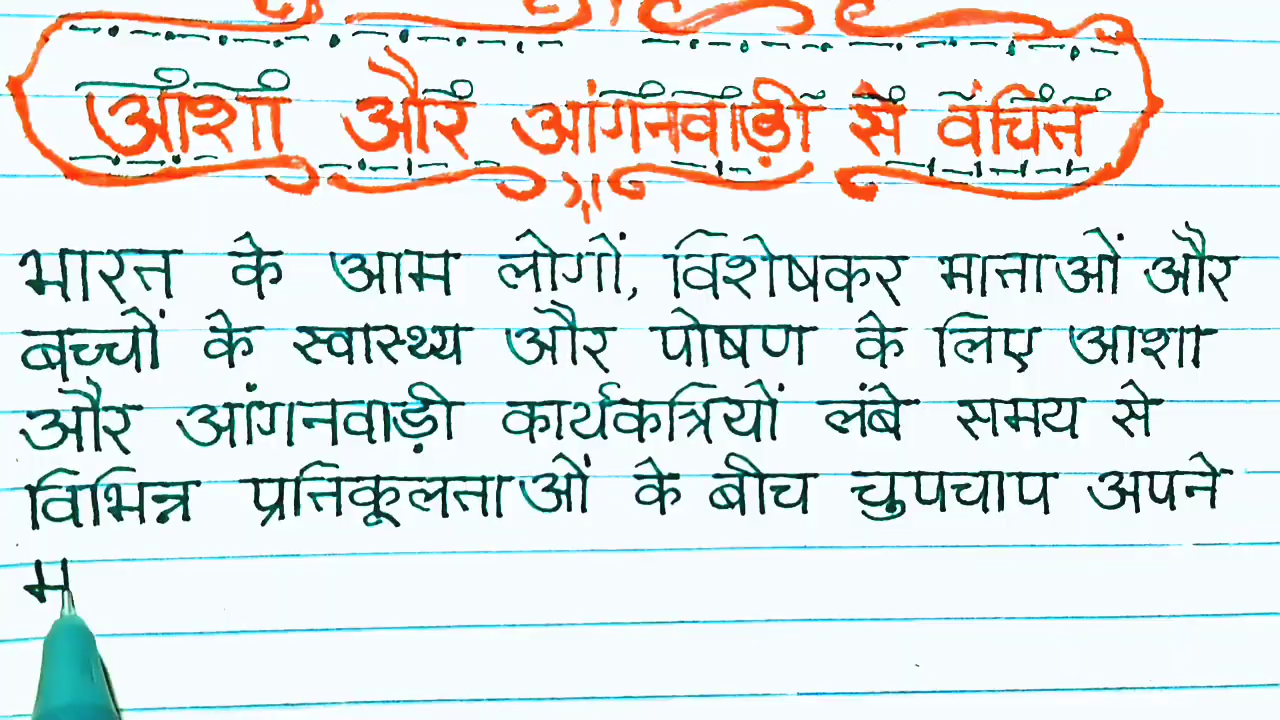 आशा और आंगनवाड़ी से वंचित
भारत के आम लोगों, विशेषकर माताओं और
बच्चों के स्वास्थ्य और पोषण के लिए आशा
और आंगनवाड़ी कार्यकत्रियों लंबे समय से
विभिन्न प्रतिकूलताओं के बीच चुपचाप अपने
म